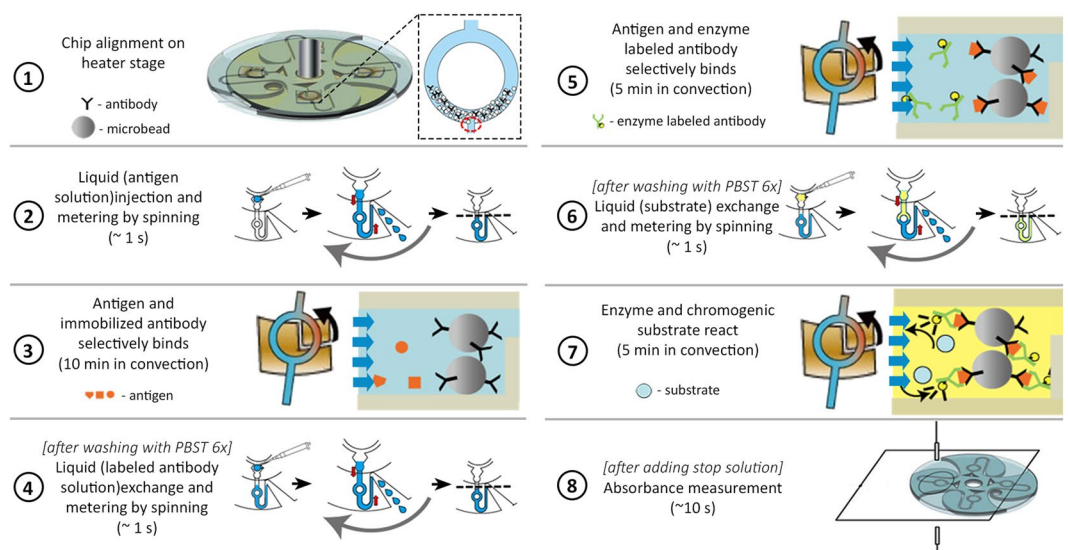 1
Chip alignment on
heater stage
- antibody
- microbead
2
Liquid (antigen
solution)injection and
metering by spinning
(~ 1 s)
3
Antigen and
immobilized antibody
selectively binds
(10 min in convection)
- antigen
4
[after washing with PBST 6x]
Liquid (labeled antibody
solution)exchange and
metering by spinning
(~ 1 s)
5
Antigen and enzyme
labeled antibody
selectively binds
(5 min in convection)
- enzyme labeled antibody
6
[after washing with PBST 6x]
Liquid (substrate) exchange
and metering by spinning
(~ 1 s)
7
Enzyme and chromogenic
substrate react
(5 min in convection)
- substrate
8
[after adding stop solution]
Absorbance measurement
(~10 s)